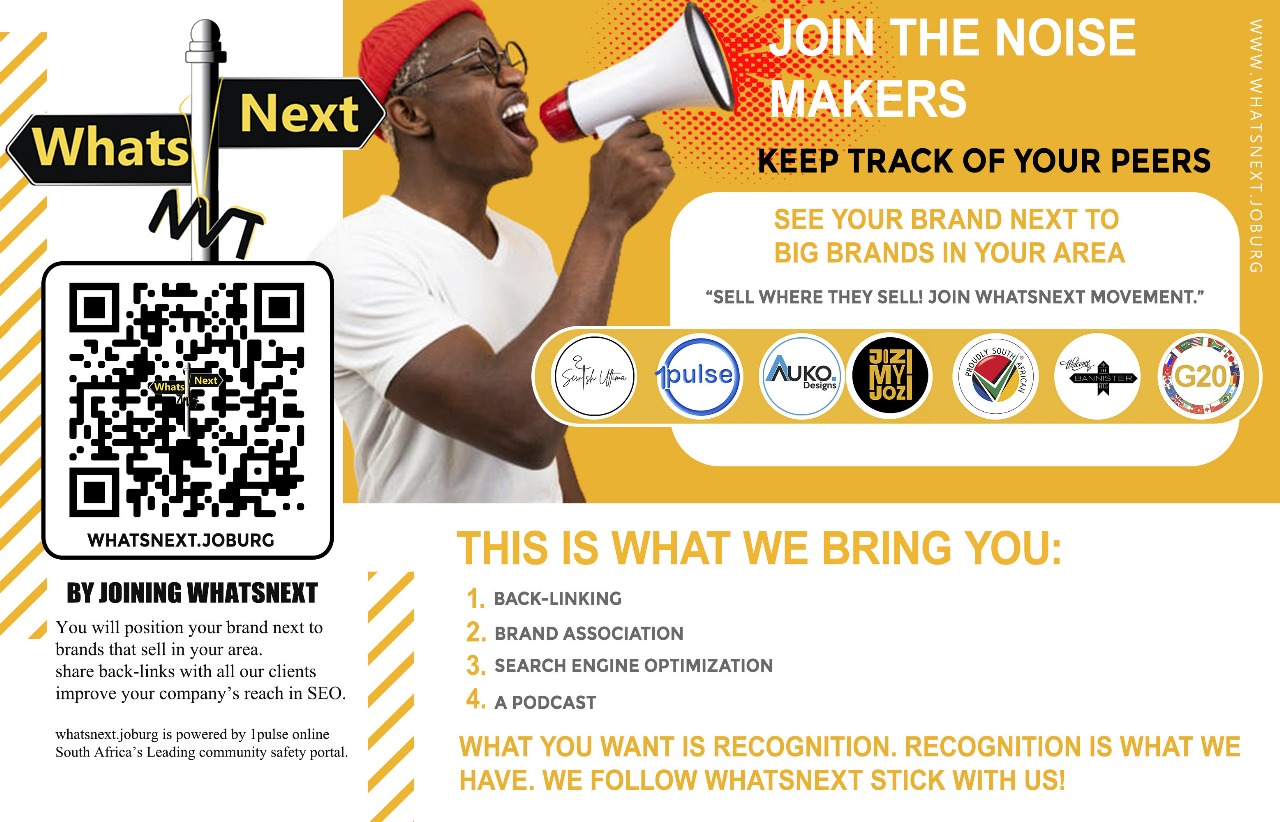 Whats
Next
NVT
Whats
Next
WHATSNEXT.JOBURG
BY JOINING WHATSNEXT
You will position your brand next to
brands that sell in your area.
share back-links with all our clients
improve your company's reach in SEO.
whatsnext.joburg is powered by 1pulse online
South Africa's Leading community safety portal.
JOIN THE NOISE
MAKERS
KEEP TRACK OF YOUR PEERS
WWW.WHATSNEXT.JOBURG
SEE YOUR BRAND NEXT TO
BIG BRANDS IN YOUR AREA
“SELL WHERE THEY SELL! JOIN WHATSNEXT MOVEMENT.”
1pulse
AUKO.
Designs
JOZI
MY
JOZI
PROUDLY SOUTH AFRICAN
BANNISTER
G20
THIS IS WHAT WE BRING YOU:
1. BACK-LINKING
2. BRAND ASSOCIATION
3. SEARCH ENGINE OPTIMIZATION
4. A PODCAST
WHAT YOU WANT IS RECOGNITION. RECOGNITION IS WHAT WE
HAVE. WE FOLLOW WHATSNEXT STICK WITH US!